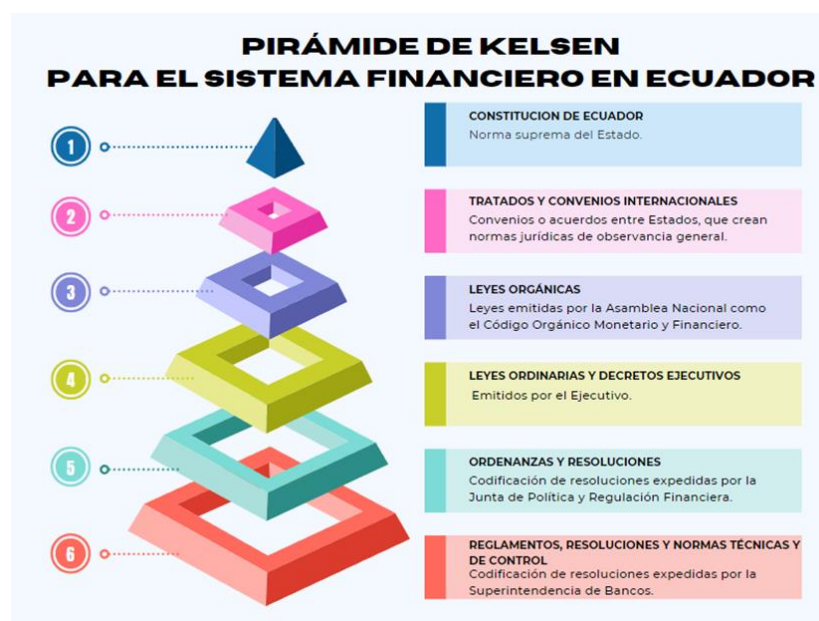 PIRÁMIDE DE KELSEN
PARA EL SISTEMA FINANCIERO EN ECUADOR
1
CONSTITUCION DE ECUADOR
Norma suprema del Estado.
2
TRATADOS Y CONVENIOS INTERNACIONALES
Convenios o acuerdos entre Estados, que crean
normas jurídicas de observancia general.
3
LEYES ORGÁNICAS
Leyes emitidas por la Asamblea Nacional como
el Código Orgánico Monetario y Financiero.
4
LEYES ORDINARIAS Y DECRETOS EJECUTIVOS
Emitidos por el Ejecutivo.
5
ORDENANZAS Y RESOLUCIONES
Codificación de resoluciones expedidas por la
Junta de Política y Regulación Financiera.
6
REGLAMENTOS, RESOLUCIONES Y NORMAS TÉCNICAS Y
DE CONTROL
Codificación de resoluciones expedidas por la
Superintendencia de Bancos.